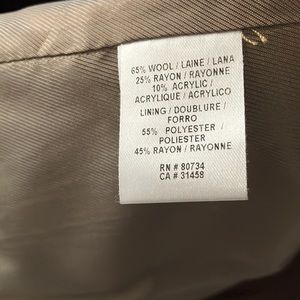 65% WOOL / LAINE / LANA
25% RAYON / RAYONNE
10% ACRYLIC /
ACRYLIQUE / ACRYLICO
LINING / DOUBLURE /
FORRO
55% POLYESTER /
POLIESTER
45% RAYON / RAYONNE
RN # 80734
CA # 31458